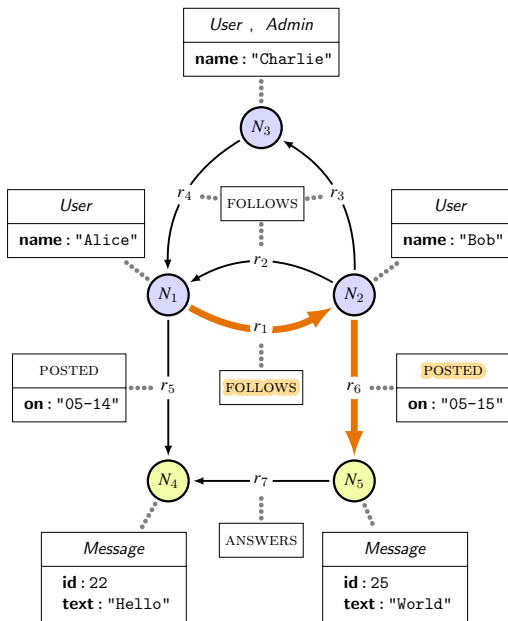 User , Admin
name : "Charlie"
N3
r4
FOLLOWS
r3
User
name : "Alice"
User
name : "Bob"
r2
N1
N2
r1
POSTED
on : "05-14"
r5
FOLLOWS
r6
POSTED
on : "05-15"
N4
r7
N5
ANSWERS
Message
id : 22
text : "Hello"
Message
id : 25
text : "World"